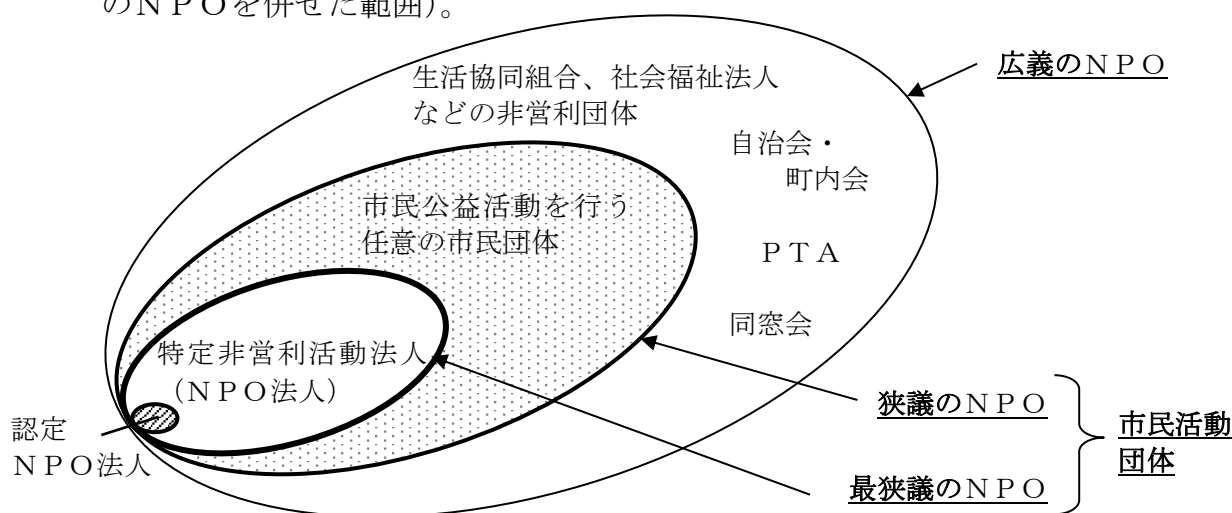 のＮＰＯを併せた範囲）。
広義のＮＰＯ
生活協同組合、社会福祉法人
などの非営利団体
自治会・
町内会
市民公益活動を行う
任意の市民団体
ＰＴＡ
同窓会
特定非営利活動法人
（ＮＰＯ法人）
狭議のＮＰＯ
認定
ＮＰＯ法人
市民活動
団体
最狭議のＮＰＯ